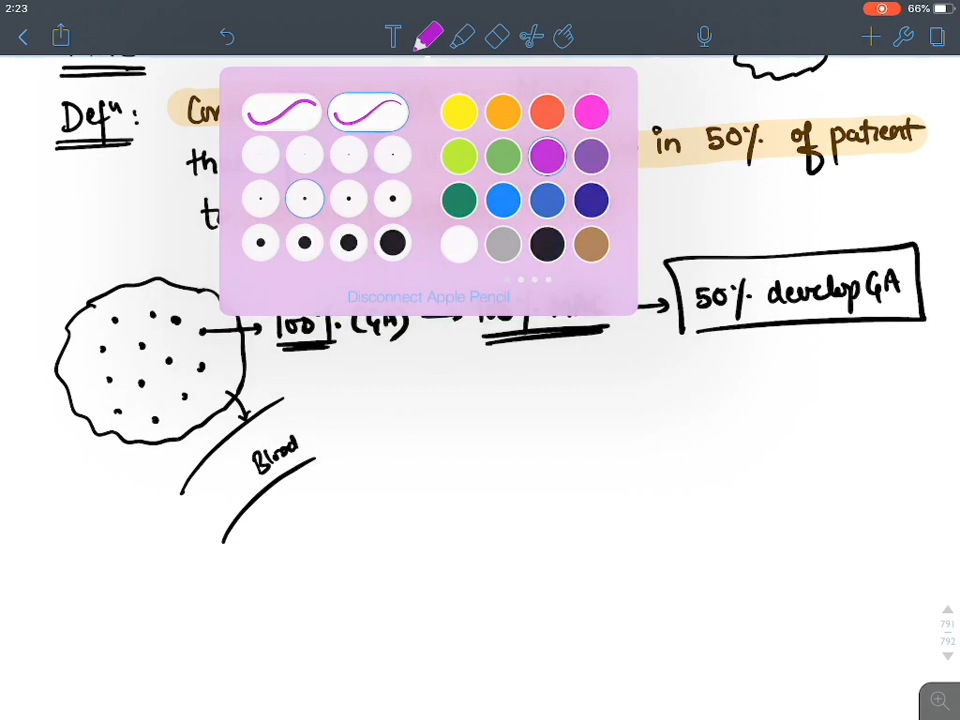 2:23
66%
T
Defⁿ:
in 50% of patient
Disconnect Apple Pencil
100% (GA)
50% develop GA
Blood
791
792